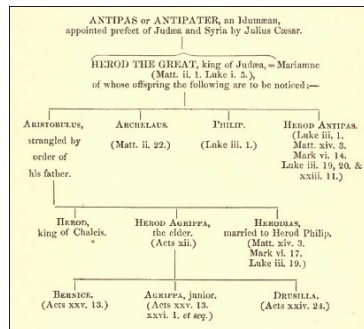 ANTIPAS or ANTIPATER, an Idumæan,
appointed prefect of Judæa and Syria by Julius Cæsar.
HEROD THE GREAT, king of Judæa, = Mariamne
(Matt. ii. 1. Luke i. 5.),
of whose offspring the following are to be noticed:—
ARISTOBULUS,
strangled by
order of
his father.
ARCHELAUS.
(Matt. ii. 22.)
PHILIP.
(Luke iii. 1.)
HEROD ANTIPAS.
(Luke iii. 1.
Matt. xiv. 3.
Mark vi. 14.
Luke iii. 19, 20, &
xxiii. 11.)
HEROD,
king of Chalcis.
HEROD AGRIPPA,
the elder.
(Acts xii.)
HERODIAS,
married to Herod Philip.
(Matt. xiv. 3.
Mark vi. 17.
Luke iii. 19.)
BERNICE.
(Acts xxv. 13.)
AGRIPPA, junior.
(Acts xxv. 13.
xxvi. 1. et seq.)
DRUSILLA.
(Acts xxiv. 24.)